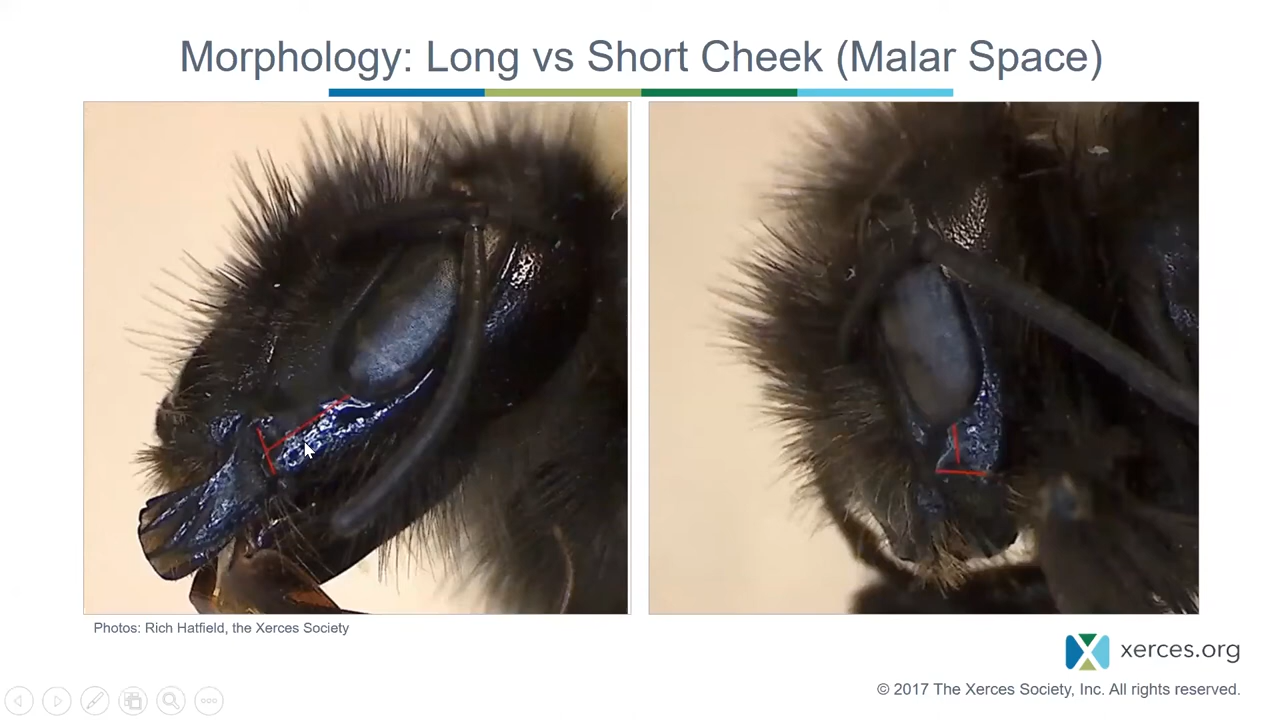 Morphology: Long vs Short Cheek (Malar Space)
Photos: Rich Hatfield, the Xerces Society
xerces.org
© 2017 The Xerces Society, Inc. All rights reserved.